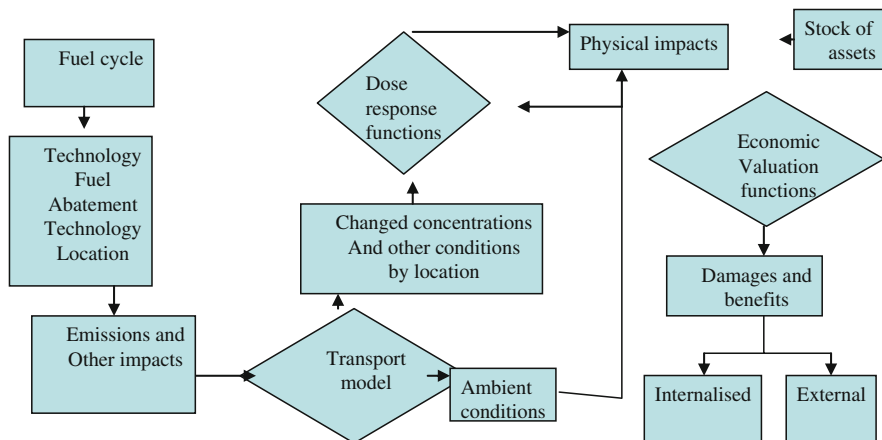 Fuel cycle
Technology
Fuel
Abatement
Technology
Location
Emissions and
Other impacts
Transport
model
Ambient
conditions
Changed concentrations
And other conditions
by location
Dose
response
functions
Physical impacts
Stock of
assets
Economic
Valuation
functions
Damages and
benefits
Internalised
External